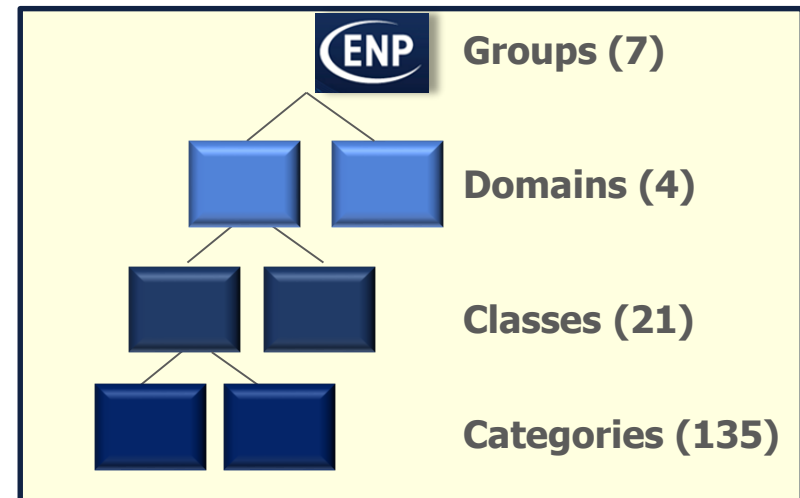 ENP
Groups (7)
Domains (4)
Classes (21)
Categories (135)